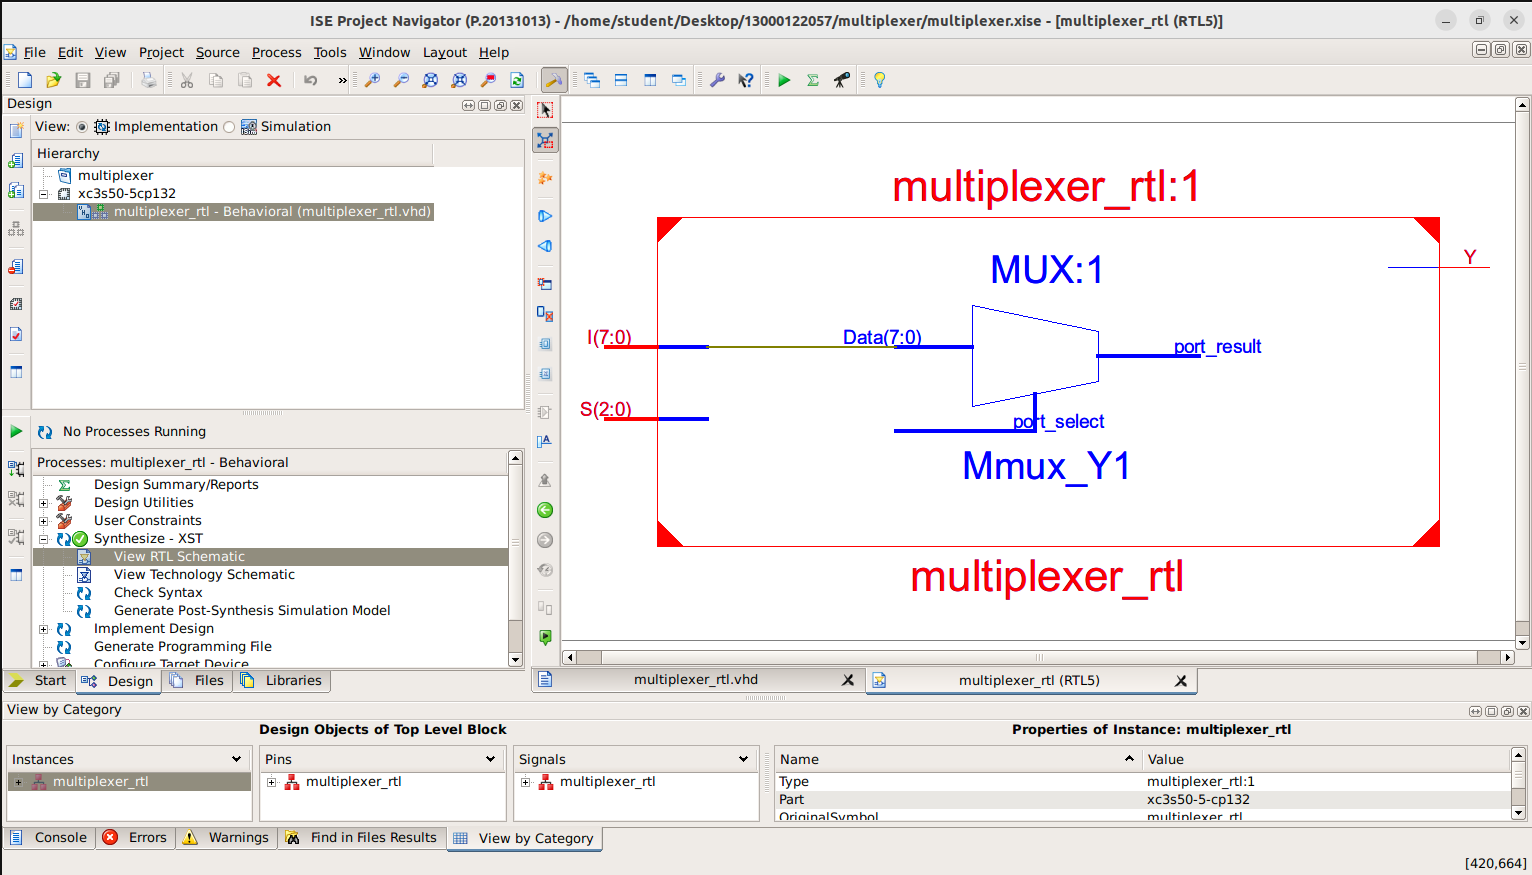 ISE Project Navigator (P.20131013) - /home/student/Desktop/13000122057/multiplexer/multiplexer.xise - [multiplexer_rtl (RTL5)]
File Edit View Project Source Process Tools Window Layout Help
»
Design
View: Implementation Simulation
Hierarchy
multiplexer
xc3s50-5cp132
multiplexer_rtl - Behavioral (multiplexer_rtl.vhd)
No Processes Running
Processes: multiplexer_rtl - Behavioral
Design Summary/Reports
Design Utilities
User Constraints
Synthesize - XST
View RTL Schematic
View Technology Schematic
Check Syntax
Generate Post-Synthesis Simulation Model
Implement Design
Generate Programming File
Configure Target Device
Start Design Files Libraries
multiplexer_rtl:1
MUX:1
Y
I(7:0)
Data(7:0)
port_result
S(2:0)
port_select
Mmux_Y1
multiplexer_rtl
multiplexer_rtl.vhd
multiplexer_rtl (RTL5)
View by Category
Design Objects of Top Level Block
Properties of Instance: multiplexer_rtl
Instances
multiplexer_rtl
Pins
multiplexer_rtl
Signals
multiplexer_rtl
Name Value
Type multiplexer_rtl:1
Part xc3s50-5-cp132
OriginalSymbol multiplexer_rtl
Console Errors Warnings Find in Files Results View by Category
[420,664]